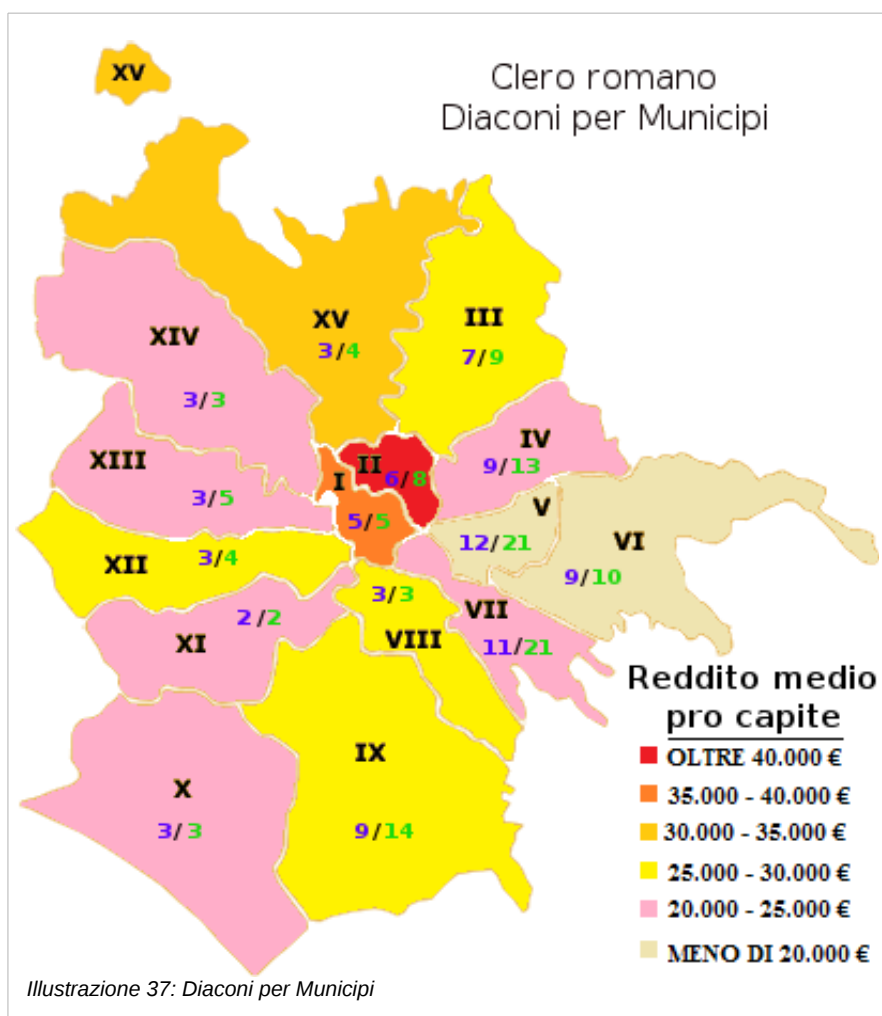 XV
Clero romano
Diaconi per Municipi
XIV
3/3
XV
3/4
III
7/9
XIII
3/5
I
5/5
II
6/8
IV
9/13
XII
3/4
V
12/21
VI
9/10
XI
2/2
3/3
VIII
VII
11/21
X
3/3
IX
9/14
Reddito medio
pro capite
OLTRE 40.000 €
35.000 - 40.000 €
30.000 - 35.000 €
25.000 - 30.000 €
20.000 - 25.000 €
MENO DI 20.000 €
Illustrazione 37: Diaconi per Municipi